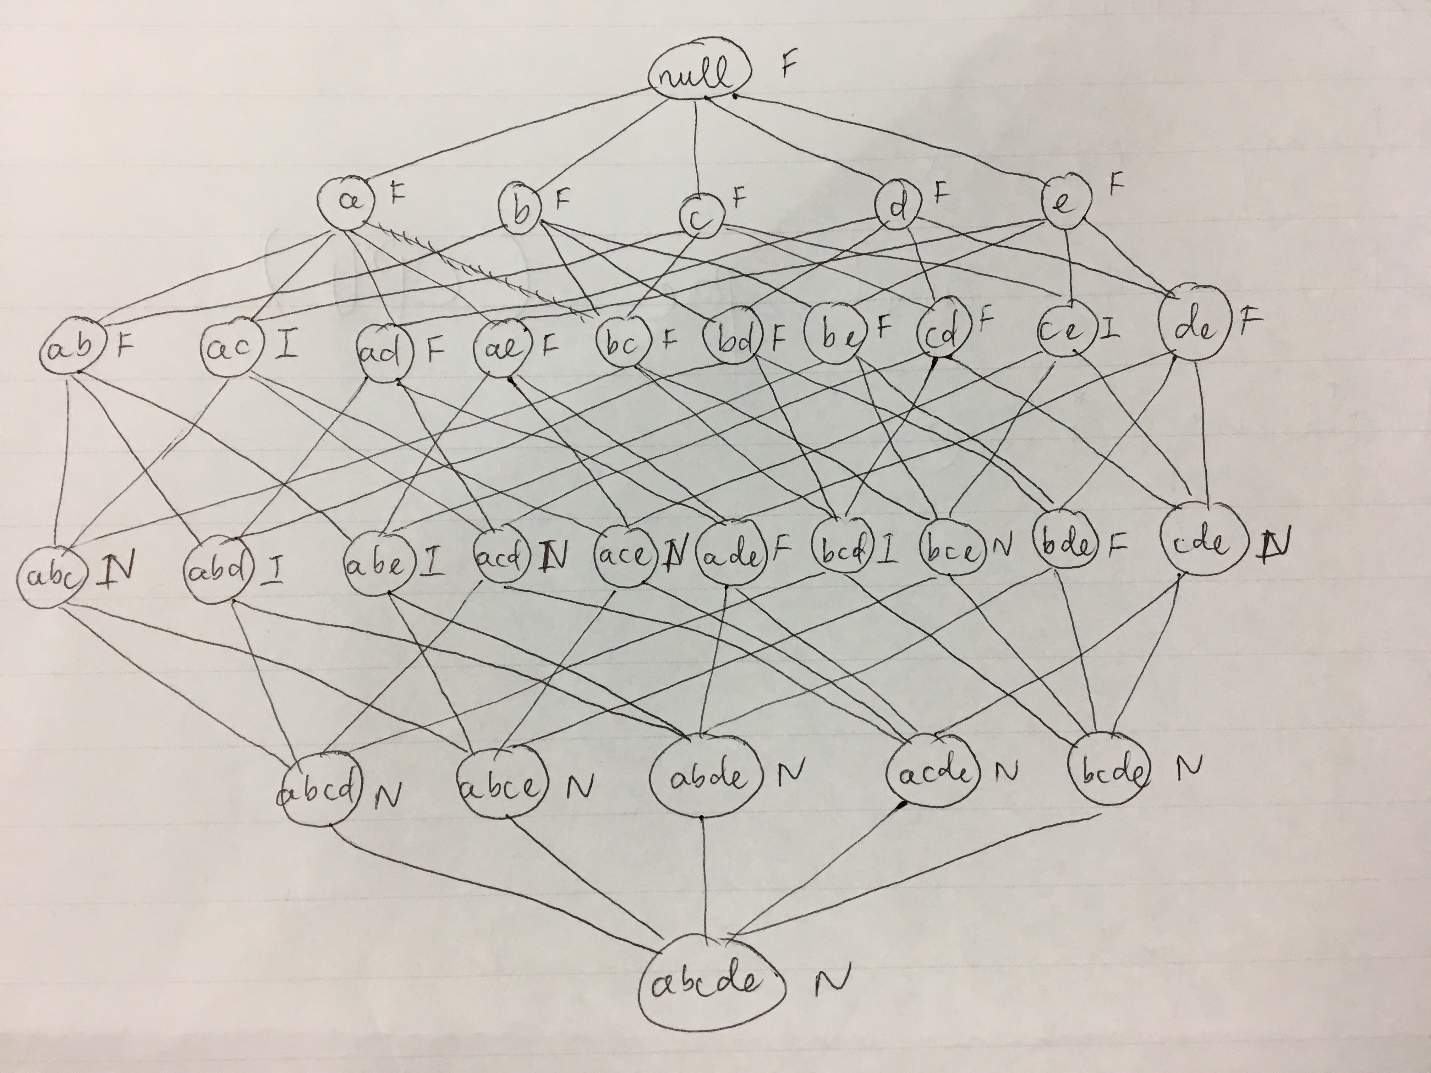 null F
a F b F c F d F e F
ab F ac I ad F ae F bc F bd F be F cd F ce I de F
abc N abd I abe I acd N ace N ade F bcd I bce N bde F cde N
abcd N abce N abde N acde N bcde N
abcde N